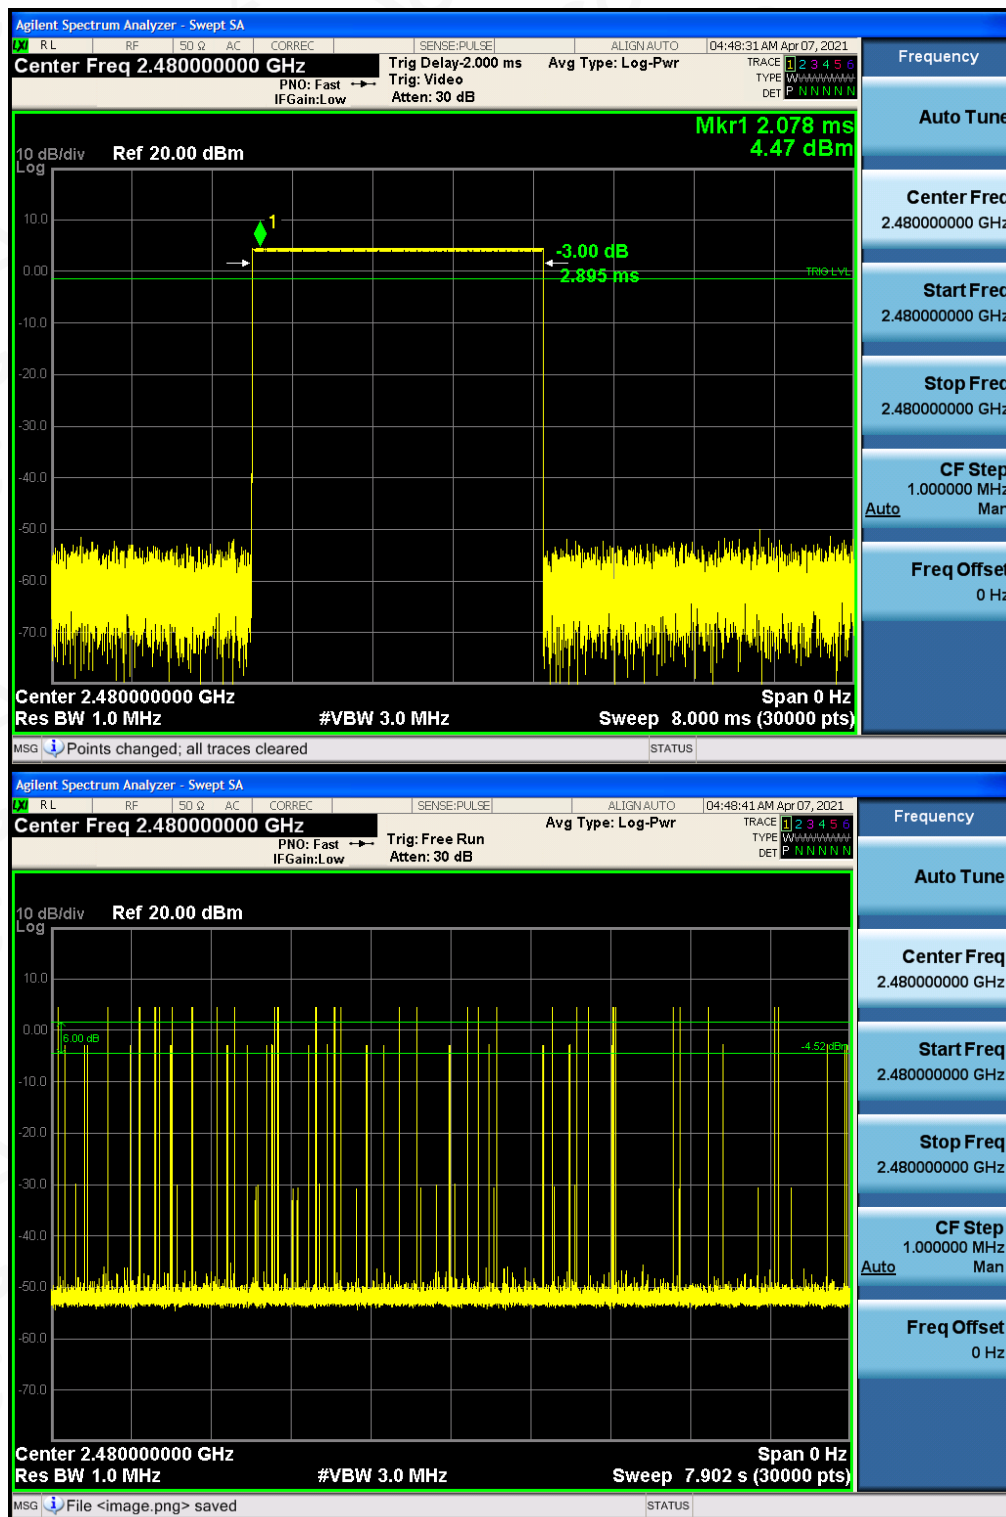 Agilent Spectrum Analyzer - Swept SA
LXI RL RF 50 Ω AC CORREC SENSE:PULSE ALIGN AUTO 04:48:31 AM Apr 07, 2021
Center Freq 2.480000000 GHz
PNO: Fast
IFGain:Low
Trig Delay-2.000 ms
Trig: Video
Atten: 30 dB
Avg Type: Log-Pwr
TRACE 1 2 3 4 5 6
TYPE WWWWWW
DET P N N N N N
Frequency
Auto Tune
Center Freq
2.480000000 GHz
Start Freq
2.480000000 GHz
Stop Freq
2.480000000 GHz
CF Step
1.000000 MHz
Auto Man
Freq Offset
0 Hz
Mkr1 2.078 ms
4.47 dBm
10 dB/div Ref 20.00 dBm
Log
10.0
0.00
-10.0
-20.0
-30.0
-40.0
-50.0
-60.0
-70.0
1
-3.00 dB
2.895 ms
TRIG LVL
Center 2.480000000 GHz Span 0 Hz
Res BW 1.0 MHz #VBW 3.0 MHz Sweep 8.000 ms (30000 pts)
MSG Points changed; all traces cleared STATUS
Agilent Spectrum Analyzer - Swept SA
LXI RL RF 50 Ω AC CORREC SENSE:PULSE ALIGN AUTO 04:48:41 AM Apr 07, 2021
Center Freq 2.480000000 GHz
PNO: Fast
IFGain:Low
Trig: Free Run
Atten: 30 dB
Avg Type: Log-Pwr
TRACE 1 2 3 4 5 6
TYPE WWWWWW
DET P N N N N N
Frequency
Auto Tune
Center Freq
2.480000000 GHz
Start Freq
2.480000000 GHz
Stop Freq
2.480000000 GHz
CF Step
1.000000 MHz
Auto Man
Freq Offset
0 Hz
10 dB/div Ref 20.00 dBm
Log
10.0
0.00
-10.0
-20.0
-30.0
-40.0
-50.0
-60.0
-70.0
6.00 dB
-4.52 dBm
Center 2.480000000 GHz Span 0 Hz
Res BW 1.0 MHz #VBW 3.0 MHz Sweep 7.902 s (30000 pts)
MSG File <image.png> saved STATUS